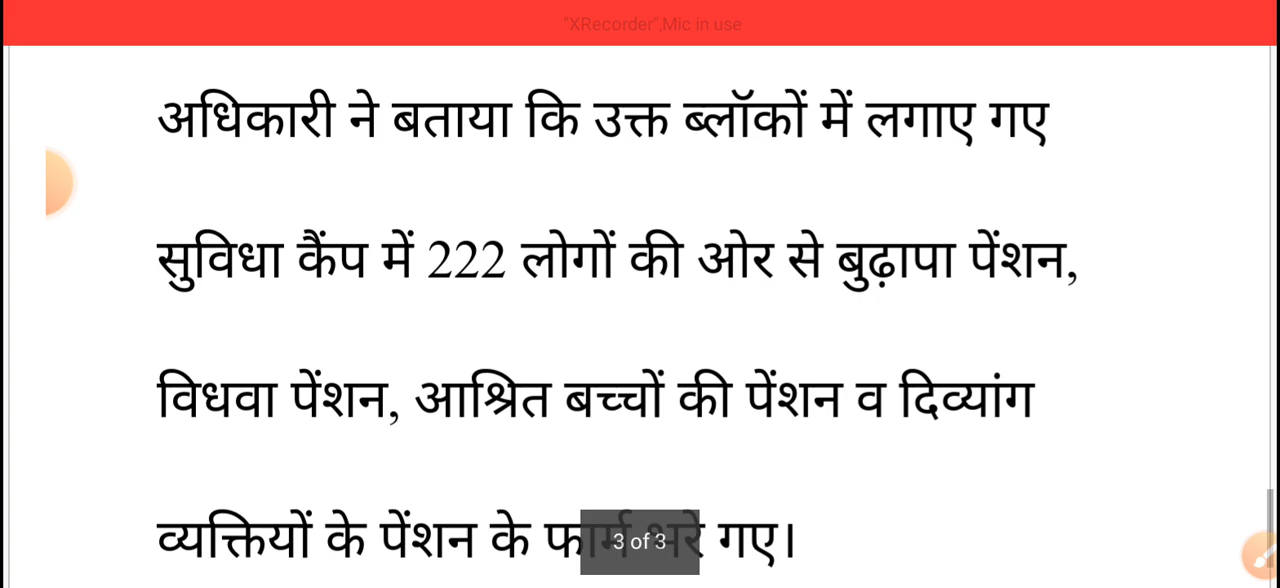 "XRecorder",Mic in use
अधिकारी ने बताया कि उक्त ब्लॉकों में लगाए गए
सुविधा कैंप में 222 लोगों की ओर से बुढ़ापा पेंशन,
विधवा पेंशन, आश्रित बच्चों की पेंशन व दिव्यांग
व्यक्तियों के पेंशन के फार्म भरे गए।
3 of 3